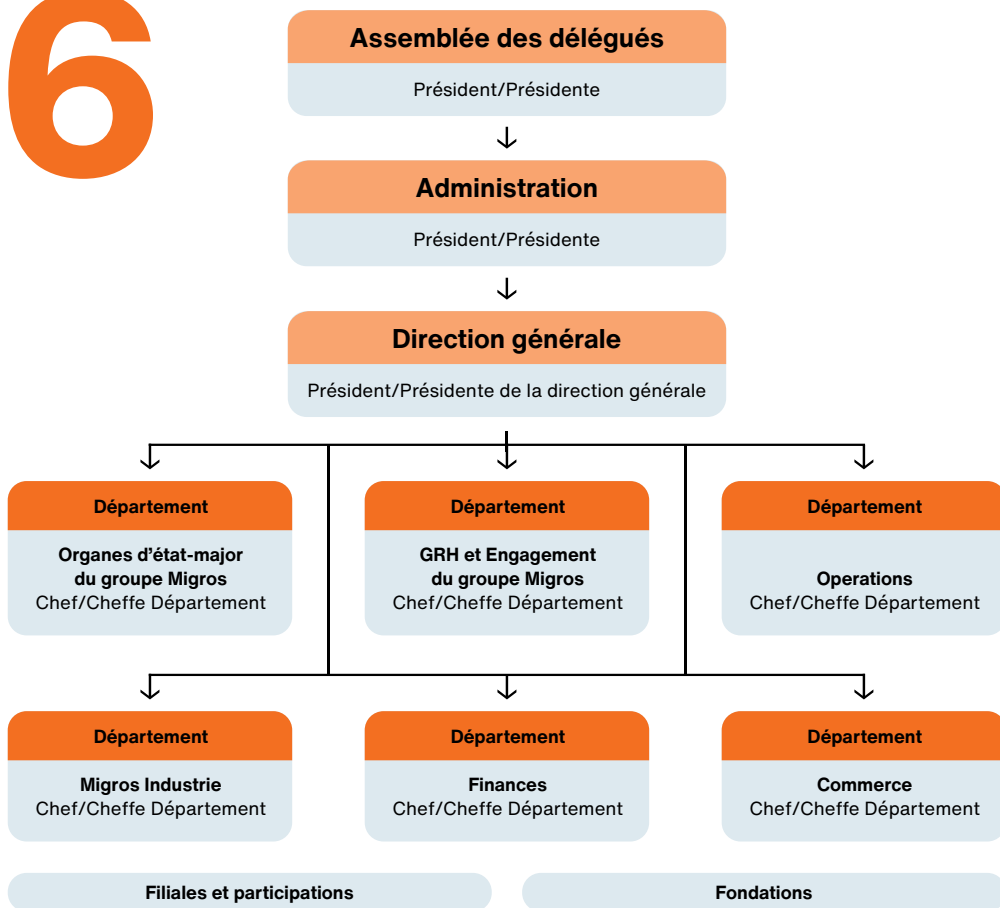 6
Assemblée des délégués
Président/Présidente
Administration
Président/Présidente
Direction générale
Président/Présidente de la direction générale
Département
Organes d'état-major
du groupe Migros
Chef/Cheffe Département
Département
GRH et Engagement
du groupe Migros
Chef/Cheffe Département
Département
Operations
Chef/Cheffe Département
Département
Migros Industrie
Chef/Cheffe Département
Département
Finances
Chef/Cheffe Département
Département
Commerce
Chef/Cheffe Département
Filiales et participations
Fondations